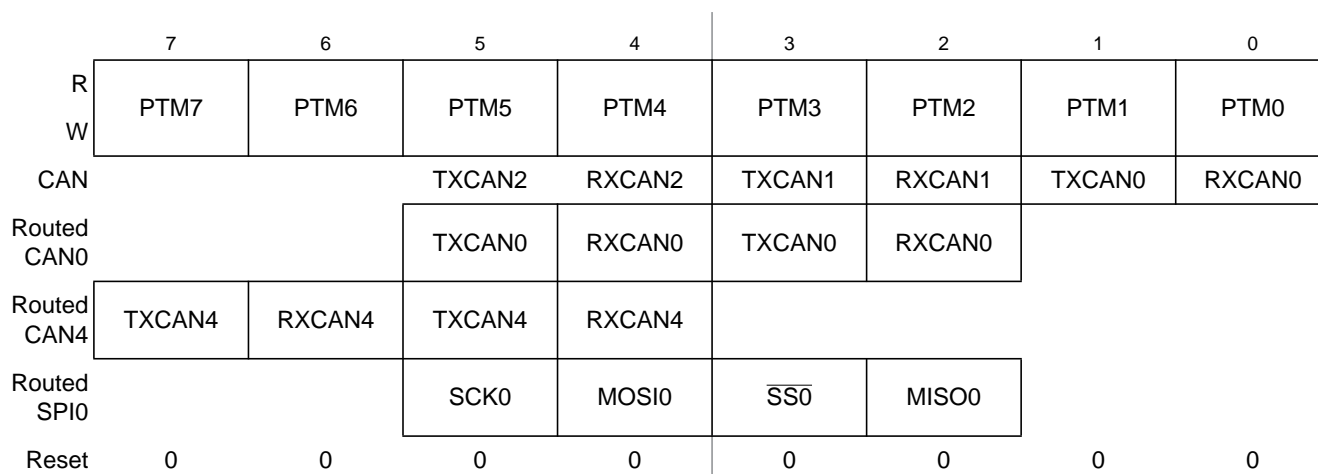 7 6 5 4 3 2 1 0
R
W
PTM7 PTM6 PTM5 PTM4 PTM3 PTM2 PTM1 PTM0
CAN TXCAN2 RXCAN2 TXCAN1 RXCAN1 TXCAN0 RXCAN0
Routed
CAN0
TXCAN0 RXCAN0 TXCAN0 RXCAN0
Routed
CAN4
TXCAN4 RXCAN4 TXCAN4 RXCAN4
Routed
SPI0
SCK0 MOSI0 S̅S̅0̅ MISO0
Reset 0 0 0 0 0 0 0 0